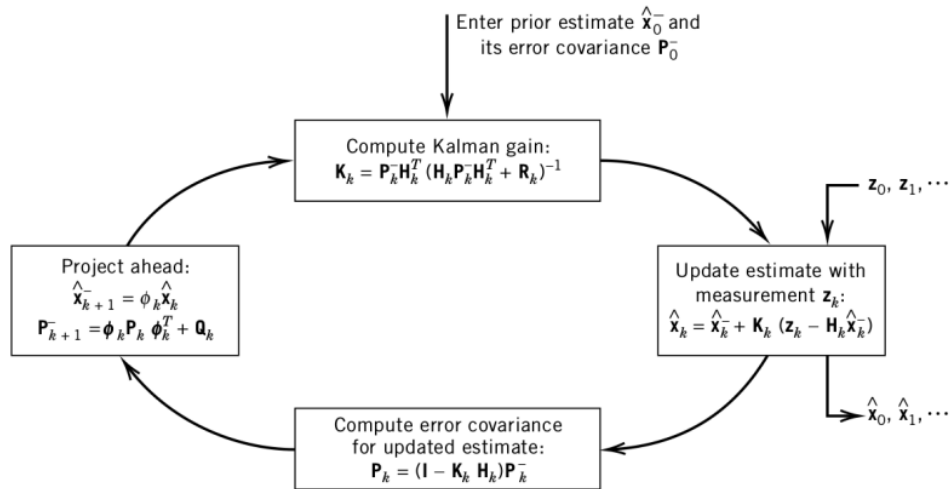 Enter prior estimate x̂₀⁻ and
its error covariance P₀⁻
Compute Kalman gain:
Kₖ = Pₖ⁻Hₖᵀ (HₖPₖ⁻Hₖᵀ + Rₖ)⁻¹
z₀, z₁, ⋯
Update estimate with
measurement zₖ:
x̂ₖ = x̂ₖ⁻ + Kₖ (zₖ − Hₖx̂ₖ⁻)
x̂₀, x̂₁, ⋯
Compute error covariance
for updated estimate:
Pₖ = (I − Kₖ Hₖ)Pₖ⁻
Project ahead:
x̂ₖ₊₁⁻ = ϕₖx̂ₖ
Pₖ₊₁⁻ = ϕₖPₖ ϕₖᵀ + Qₖ